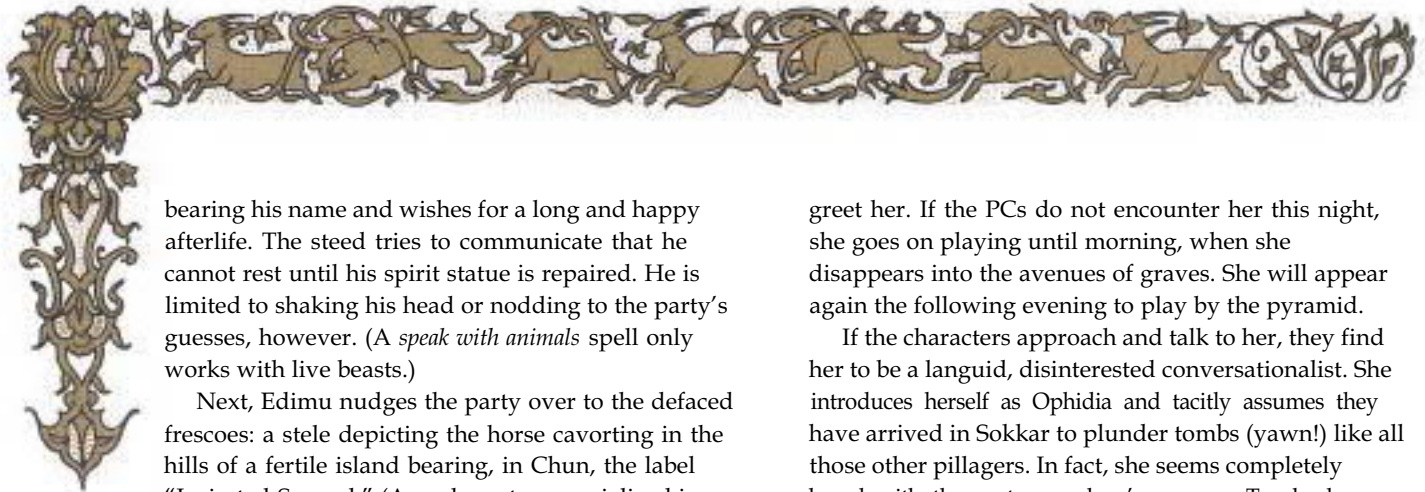 bearing his name and wishes for a long and happy
afterlife. The steed tries to communicate that he
cannot rest until his spirit statue is repaired. He is
limited to shaking his head or nodding to the party’s
guesses, however. (A speak with animals spell only
works with live beasts.)
Next, Edimu nudges the party over to the defaced
frescoes: a stele depicting the horse cavorting in the
hills of a fertile island bearing, in Chun, the label
greet her. If the PCs do not encounter her this night,
she goes on playing until morning, when she
disappears into the avenues of graves. She will appear
again the following evening to play by the pyramid.
If the characters approach and talk to her, they find
her to be a languid, disinterested conversationalist. She
introduces herself as Ophidia and tacitly assumes they
have arrived in Sokkar to plunder tombs (yawn!) like all
those other pillagers. In fact, she seems completely